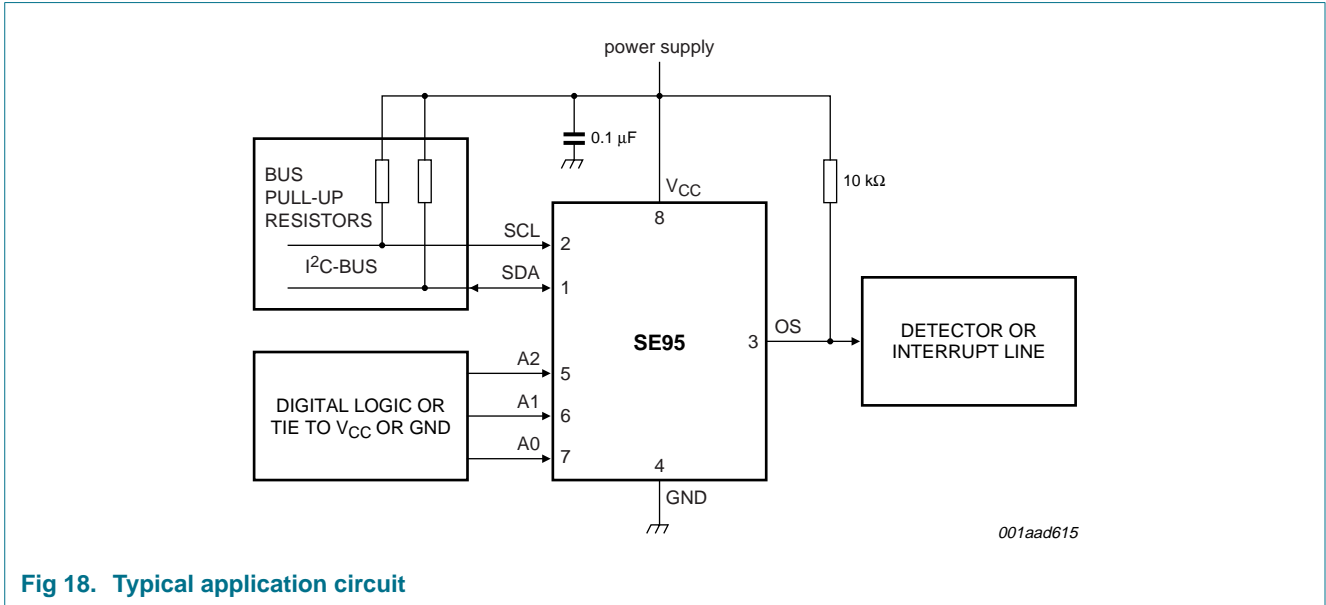 power supply
0.1 μF
10 kΩ
BUS
PULL-UP
RESISTORS
I2C-BUS
SCL
SDA
VCC
8
2
1
SE95
3
OS
DETECTOR OR
INTERRUPT LINE
DIGITAL LOGIC OR
TIE TO VCC OR GND
A2
A1
A0
5
6
7
4
GND
001aad615
Fig 18. Typical application circuit